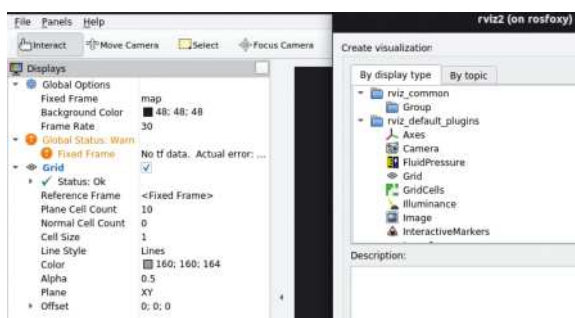 File Panels Help
Interact Move Camera Select Focus Camera
Displays
Global Options
Fixed Frame map
Background Color 48; 48; 48
Frame Rate 30
Global Status: Warn
Fixed Frame No tf data. Actual error: ...
Grid
Status: Ok
Reference Frame <Fixed Frame>
Plane Cell Count 10
Normal Cell Count 0
Cell Size 1
Line Style Lines
Color 160; 160; 164
Alpha 0.5
Plane XY
Offset 0; 0; 0
rviz2 (on rosfoxy)
Create visualization
By display type By topic
rviz_common
Group
rviz_default_plugins
Axes
Camera
FluidPressure
Grid
GridCells
Illuminance
Image
InteractiveMarkers
Description: